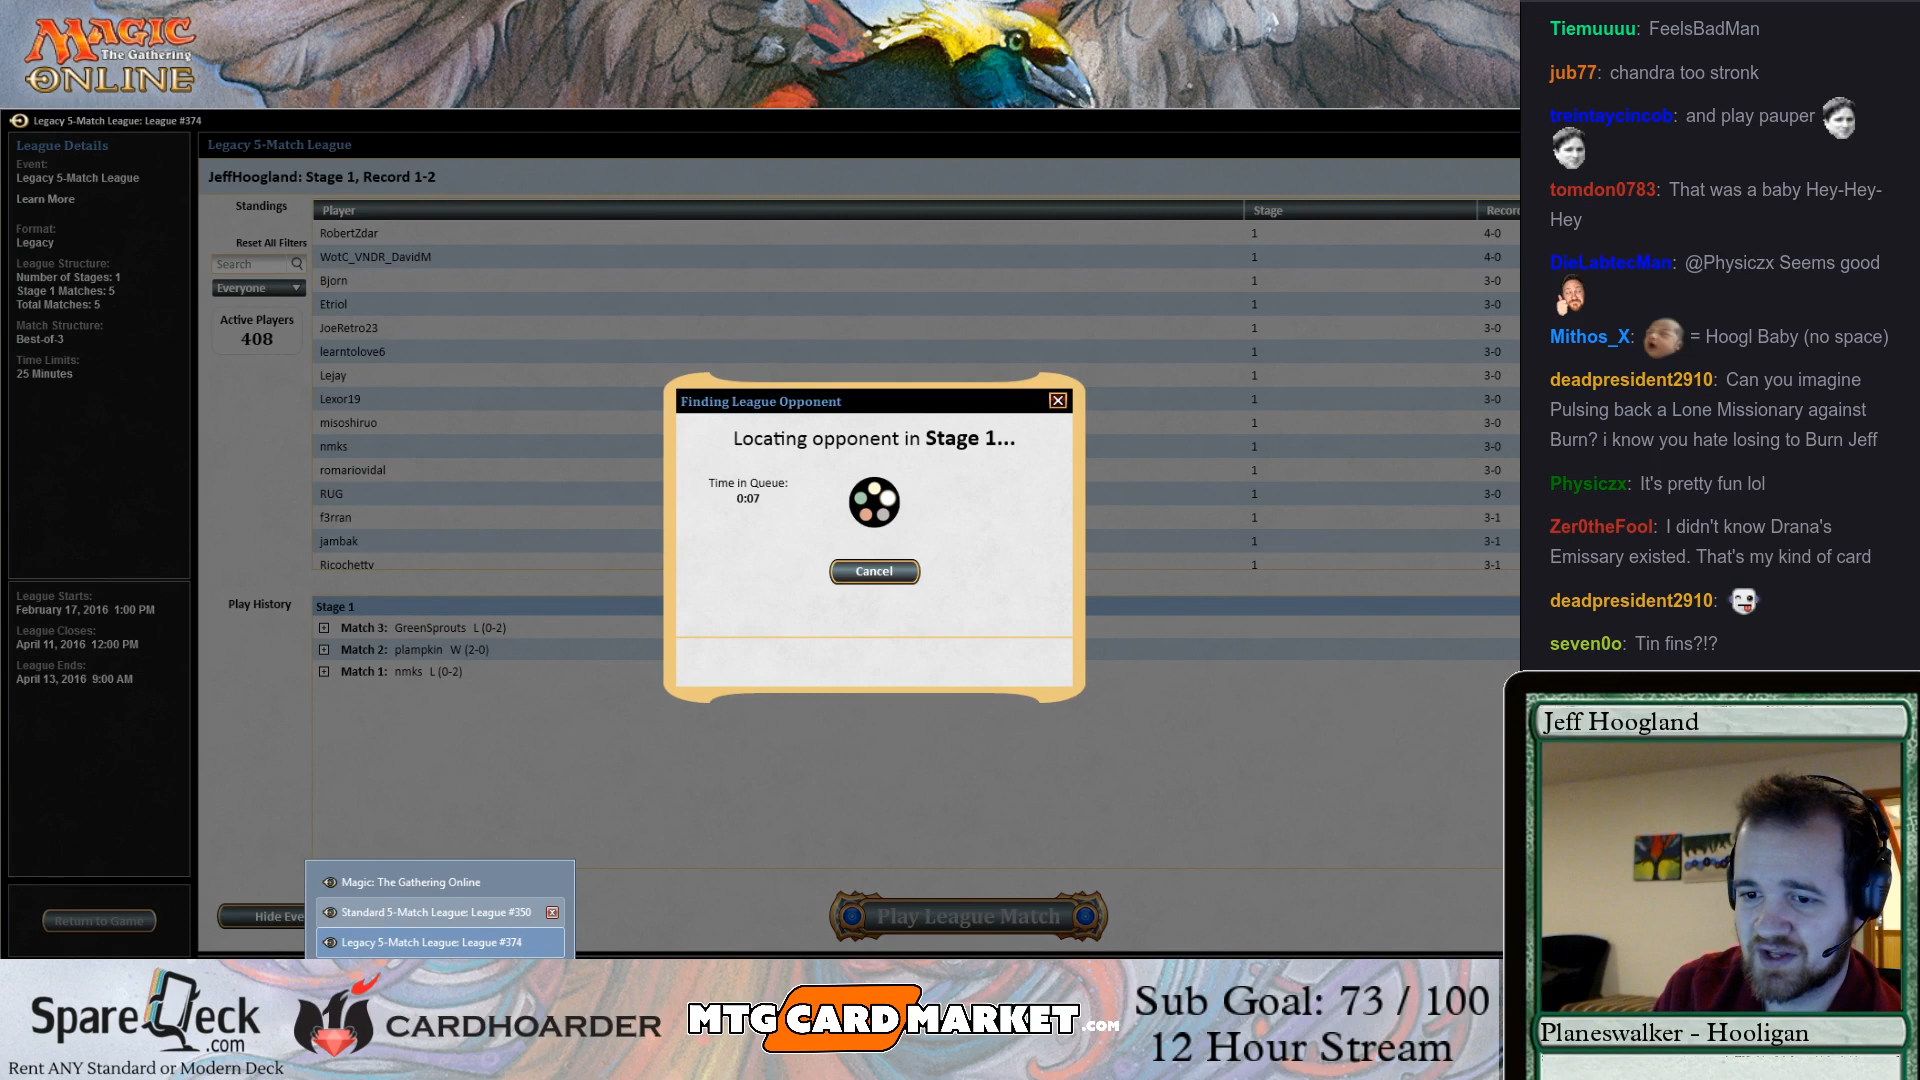 MAGIC
The Gathering
ONLINE
Legacy 5-Match League: League #374
League Details
Event:
Legacy 5-Match League
Learn More
Format:
Legacy
League Structure:
Number of Stages: 1
Stage 1 Matches: 5
Total Matches: 5
Match Structure:
Best-of-3
Time Limits:
25 Minutes
League Starts:
February 17, 2016 1:00 PM
League Closes:
April 11, 2016 12:00 PM
League Ends:
April 13, 2016 9:00 AM
Return to Game
Legacy 5-Match League
JeffHoogland: Stage 1, Record 1-2
Standings
Reset All Filters
Search
Everyone
Active Players
408
Player Stage Record
RobertZdar 1 4-0
WotC_VNDR_DavidM 1 4-0
Bjorn 1 3-0
Etriol 1 3-0
JoeRetro23 1 3-0
learntolove6 1 3-0
Lejay 1 3-0
Lexor19 1 3-0
misoshiruo 1 3-0
nmks 1 3-0
romariovidal 1 3-0
RUG 1 3-0
f3rran 1 3-1
jambak 1 3-1
Ricochetty 1 3-1
Play History
Stage 1
Match 3: GreenSprouts L (0-2)
Match 2: plampkin W (2-0)
Match 1: nmks L (0-2)
Finding League Opponent
Locating opponent in Stage 1...
Time in Queue:
0:07
Cancel
Hide Eve
Play League Match
Magic: The Gathering Online
Standard 5-Match League: League #350
Legacy 5-Match League: League #374
Tiemuuuu: FeelsBadMan
jub77: chandra too stronk
treintaycincob: and play pauper
tomdon0783: That was a baby Hey-Hey-
Hey
DieLabtecMan: @Physiczx Seems good
Mithos_X: = Hoogl Baby (no space)
deadpresident2910: Can you imagine
Pulsing back a Lone Missionary against
Burn? i know you hate losing to Burn Jeff
Physiczx: It's pretty fun lol
Zer0theFool: I didn't know Drana's
Emissary existed. That's my kind of card
deadpresident2910:
seven0o: Tin fins?!?
Jeff Hoogland
Planeswalker - Hooligan
SpareDeck
.com
Rent ANY Standard or Modern Deck
CARDHOARDER
MTG CARD MARKET.COM
Sub Goal: 73 / 100
12 Hour Stream